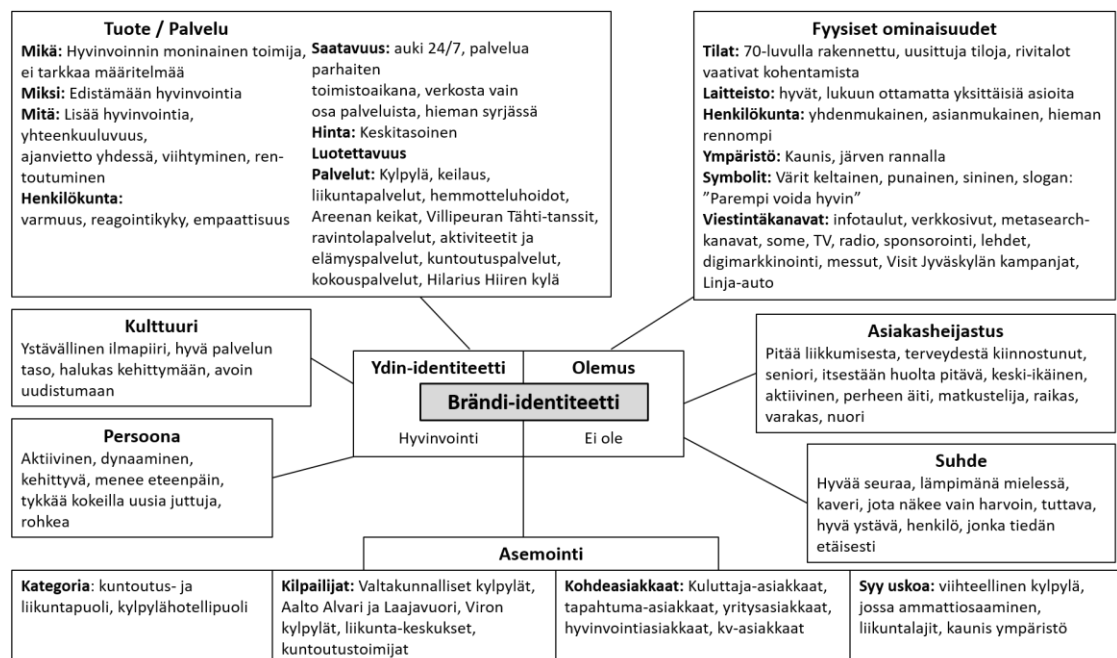 Tuote / Palvelu
Mikä: Hyvinvoinnin moninainen toimija,
ei tarkkaa määritelmää
Miksi: Edistämään hyvinvointia
Mitä: Lisää hyvinvointia,
yhteenkuuluvuus,
ajanvietto yhdessä, viihtyminen, ren-
toutuminen
Henkilökunta:
varmuus, reagointikyky, empaattisuus
Saatavuus: auki 24/7, palvelua
parhaiten
toimistoaikana, verkosta vain
osa palveluista, hieman syrjässä
Hinta: Keskitasoinen
Luotettavuus
Palvelut: Kylpylä, keilaus,
liikuntapalvelut, hemmotteluhoidot,
Areenan keikat, Villipeuran Tähti-tanssit,
ravintolapalvelut, aktiviteetit ja
elämyspalvelut, kuntoutuspalvelut,
kokouspalvelut, Hilarius Hiiren kylä
Fyysiset ominaisuudet
Tilat: 70-luvulla rakennettu, uusittuja tiloja, rivitalot
vaativat kohentamista
Laitteisto: hyvät, lukuun ottamatta yksittäisiä asioita
Henkilökunta: yhdenmukainen, asianmukainen, hieman
rennompi
Ympäristö: Kaunis, järven rannalla
Symbolit: Värit keltainen, punainen, sininen, slogan:
”Parempi voida hyvin”
Viestintäkanavat: infotaulut, verkkosivut, metasearch-
kanavat, some, TV, radio, sponsorointi, lehdet,
digimarkkinointi, messut, Visit Jyväskylän kampanjat,
Linja-auto
Kulttuuri
Ystävällinen ilmapiiri, hyvä palvelun
taso, halukas kehittymään, avoin
uudistumaan
Persoona
Aktiivinen, dynaaminen,
kehittyvä, menee eteenpäin,
tykkää kokeilla uusia juttuja,
rohkea
Ydin-identiteetti
Olemus
Brändi-identiteetti
Hyvinvointi
Ei ole
Asiakasheijastus
Pitää liikkumisesta, terveydestä kiinnostunut,
seniori, itsestään huolta pitävä, keski-ikäinen,
aktiivinen, perheen äiti, matkustelija, raikas,
varakas, nuori
Suhde
Hyvää seuraa, lämpimänä mielessä,
kaveri, jota näkee vain harvoin, tuttava,
hyvä ystävä, henkilö, jonka tiedän
etäisesti
Asemointi
Kategoria: kuntoutus- ja
liikuntapuoli, kylpylähotellipuoli
Kilpailijat: Valtakunnalliset kylpylät,
Aalto Alvari ja Laajavuori, Viron
kylpylät, liikunta-keskukset,
kuntoutustoimijat
Kohdeasiakkaat: Kuluttaja-asiakkaat,
tapahtuma-asiakkaat, yritysasiakkaat,
hyvinvointiasiakkaat, kv-asiakkaat
Syy uskoa: viihteellinen kylpylä,
jossa ammattiosaaminen,
liikuntalajit, kaunis ympäristö